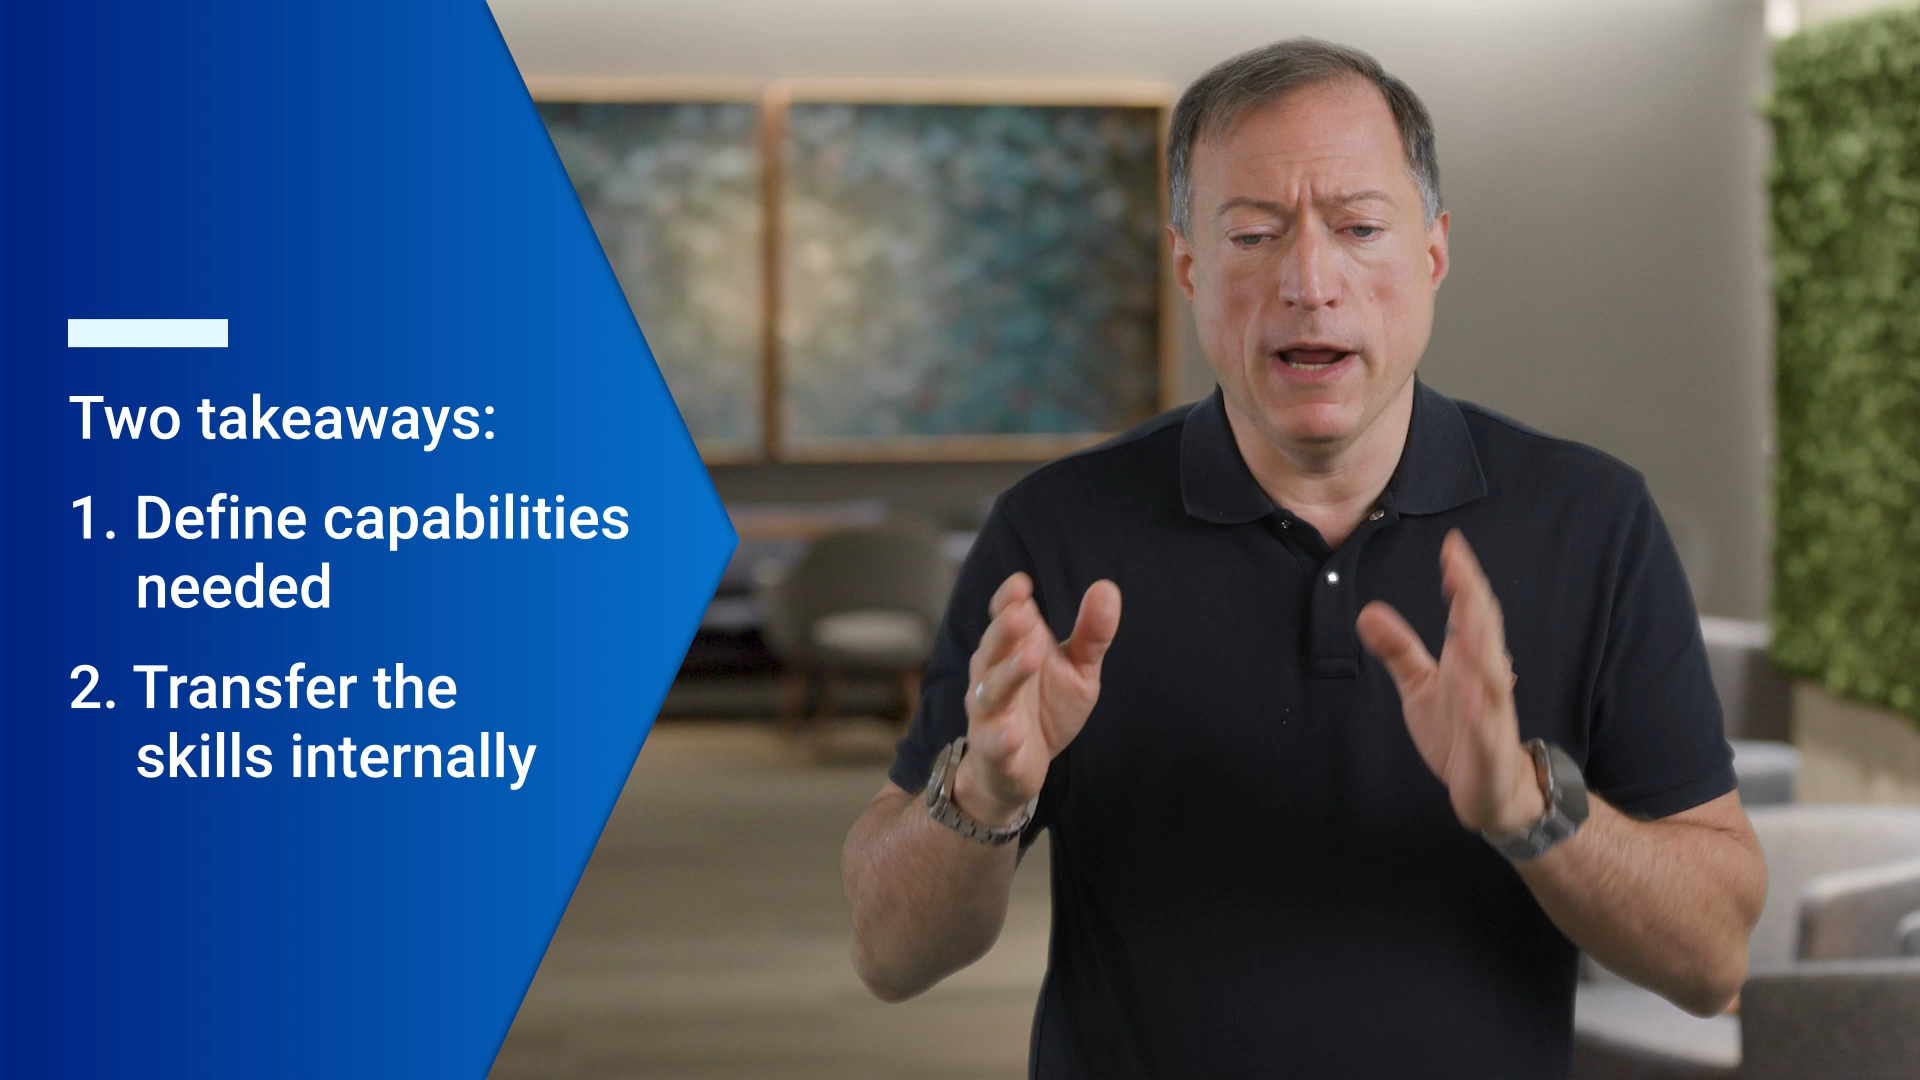 Two takeaways:
1. Define capabilities
needed
2. Transfer the
skills internally